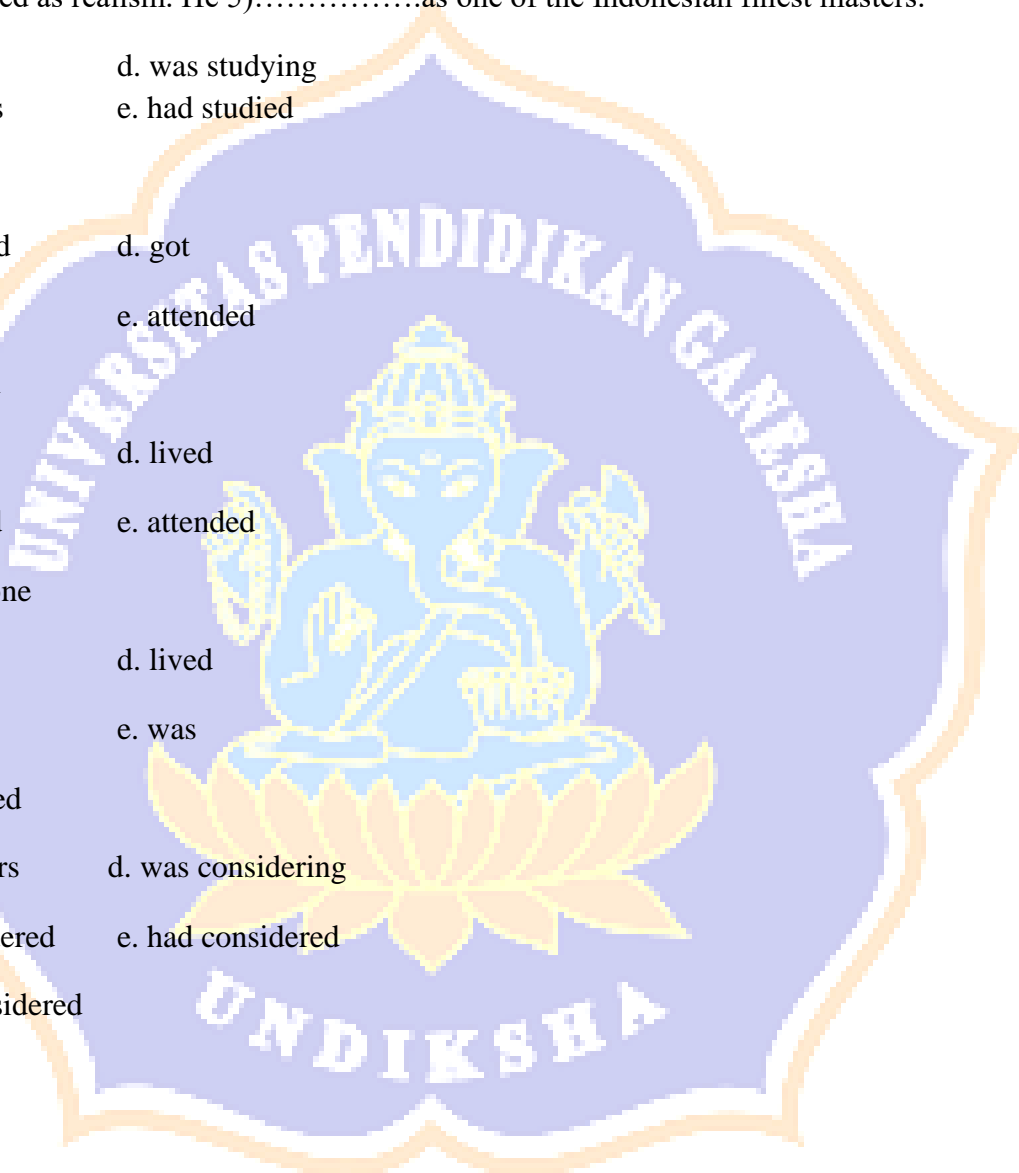 ed as realism. He 5)…………….as one of the Indonesian finest masters.
d. was studying
s e. had studied
d d. got
e. attended
d. lived
e. attended
ne
d. lived
e. was
ed
rs d. was considering
ered e. had considered
sidered
UNIVERSITAS PENDIDIKAN GANESHA
UNDIKSHA